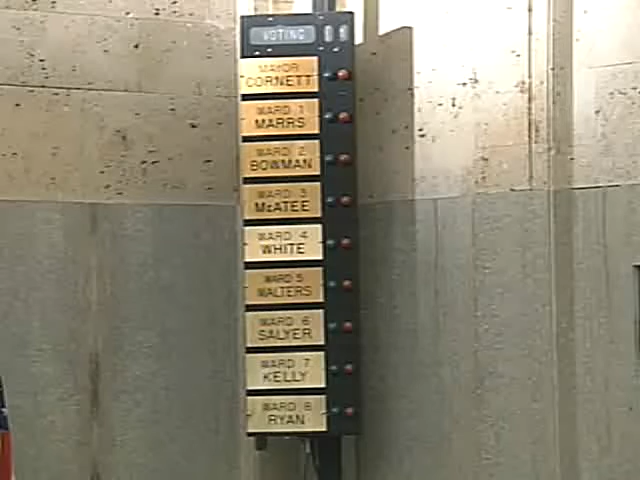 VOTING
MAYOR
CORNETT
WARD 1
MARRS
WARD 2
BOWMAN
WARD 3
McATEE
WARD 4
WHITE
WARD 5
WALTERS
WARD 6
SALYER
WARD 7
KELLY
WARD 8
RYAN